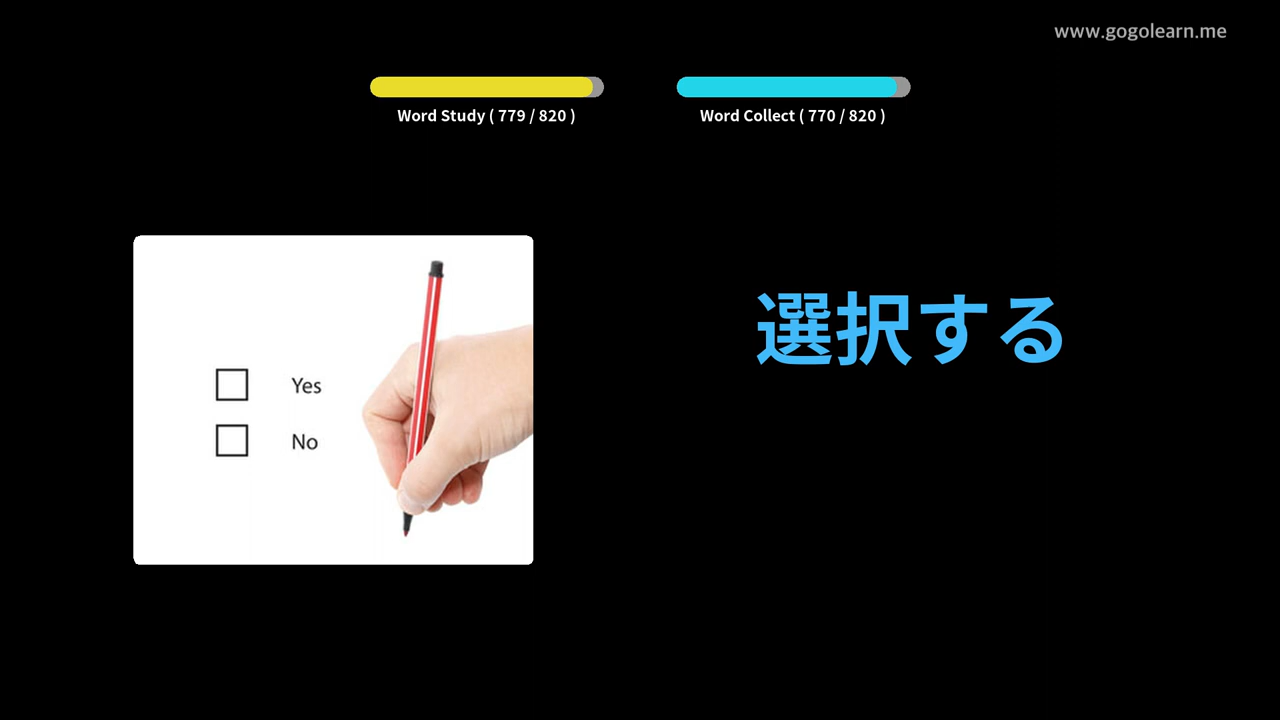 www.gogolearn.me
Word Study ( 779 / 820 )
Word Collect ( 770 / 820 )
選択する
Yes
No